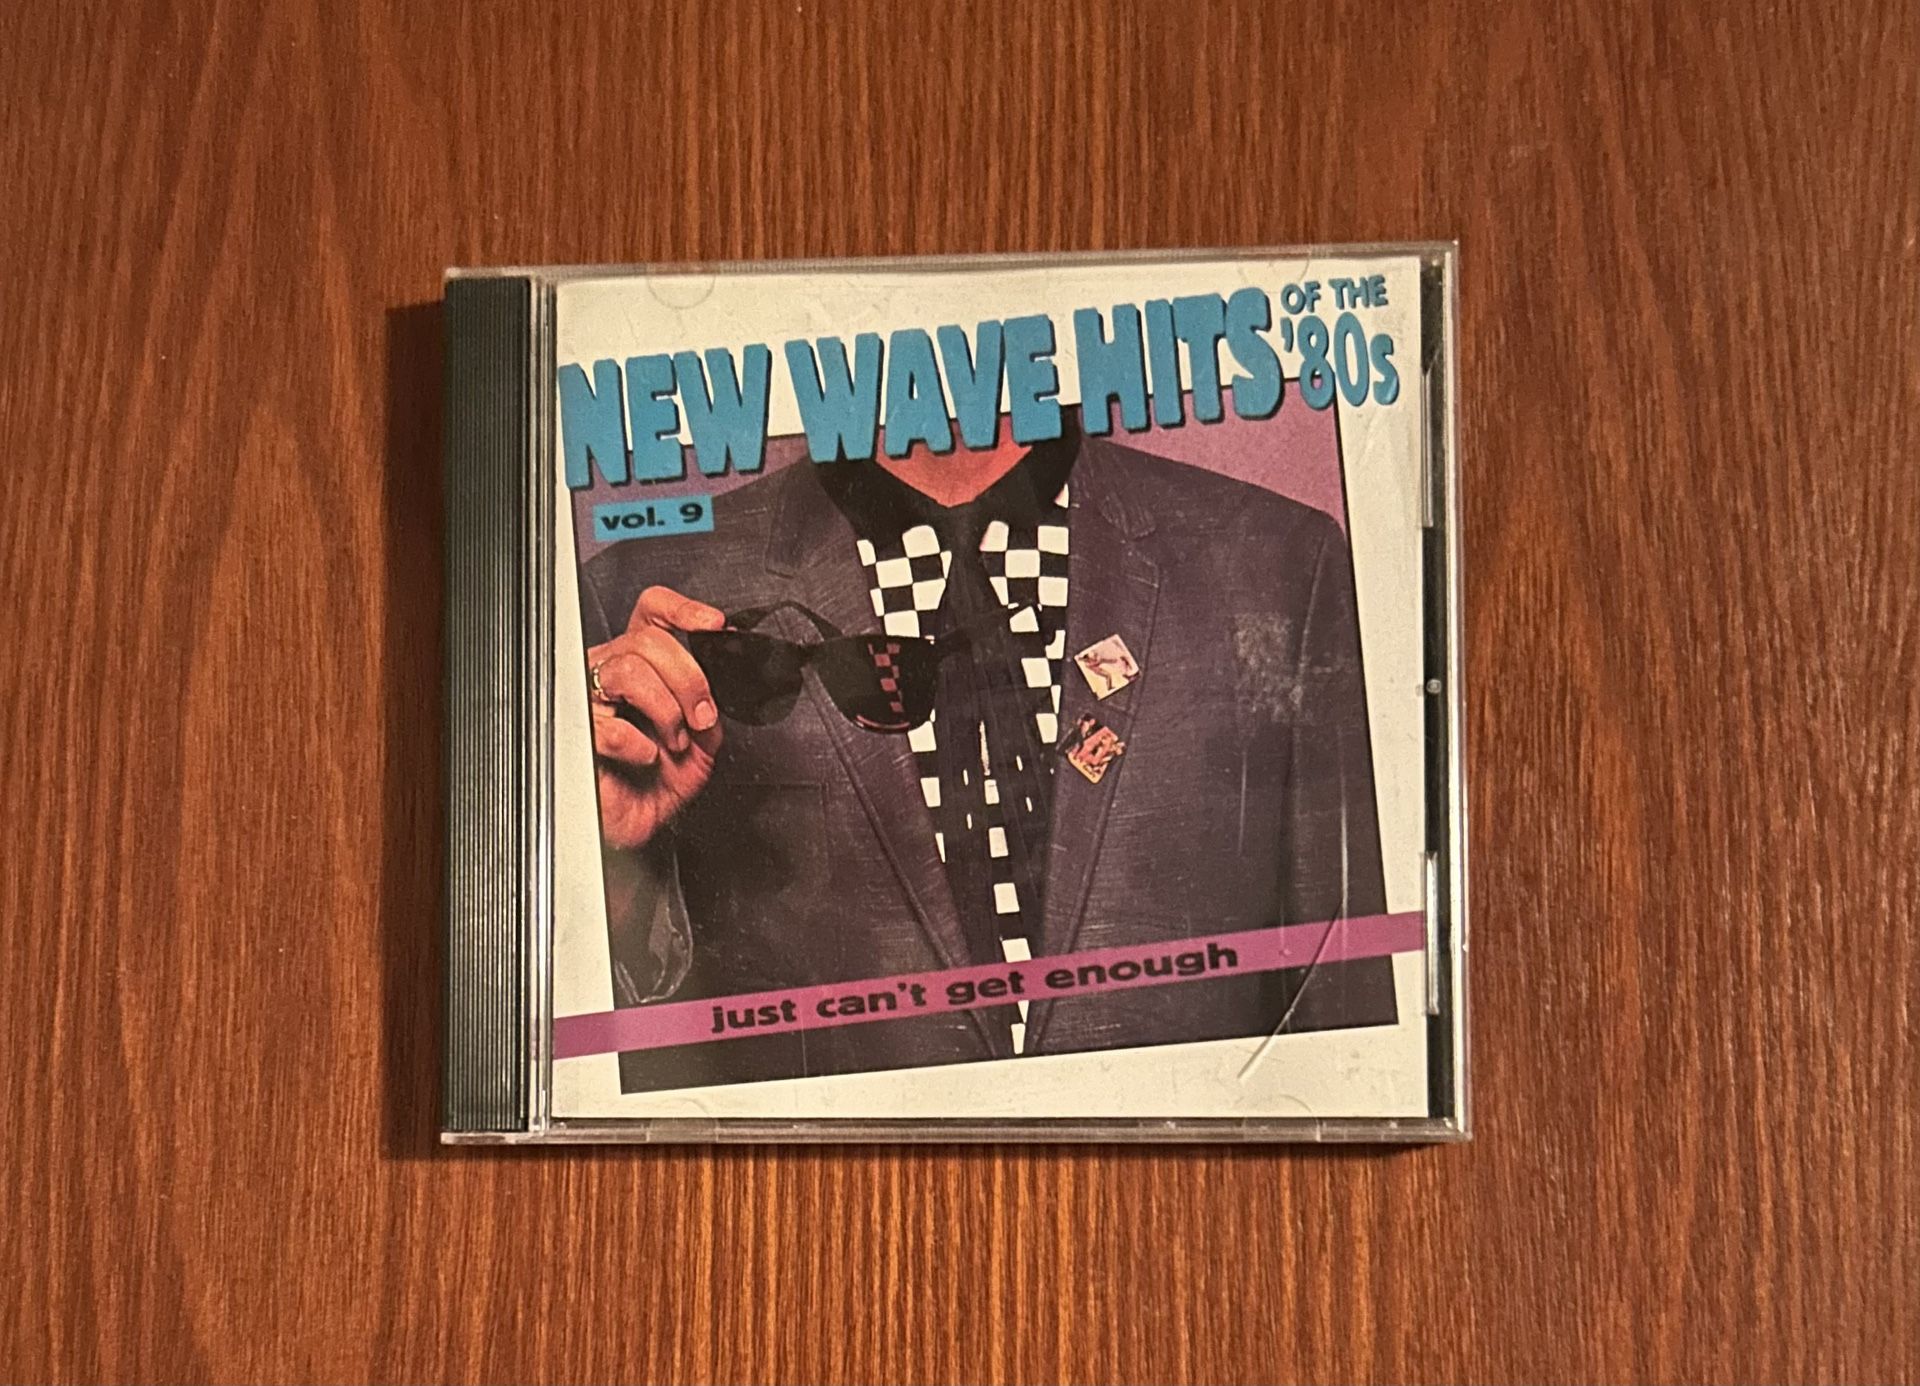 NEW WAVE HITS OF THE '80s
vol. 9
just can't get enough